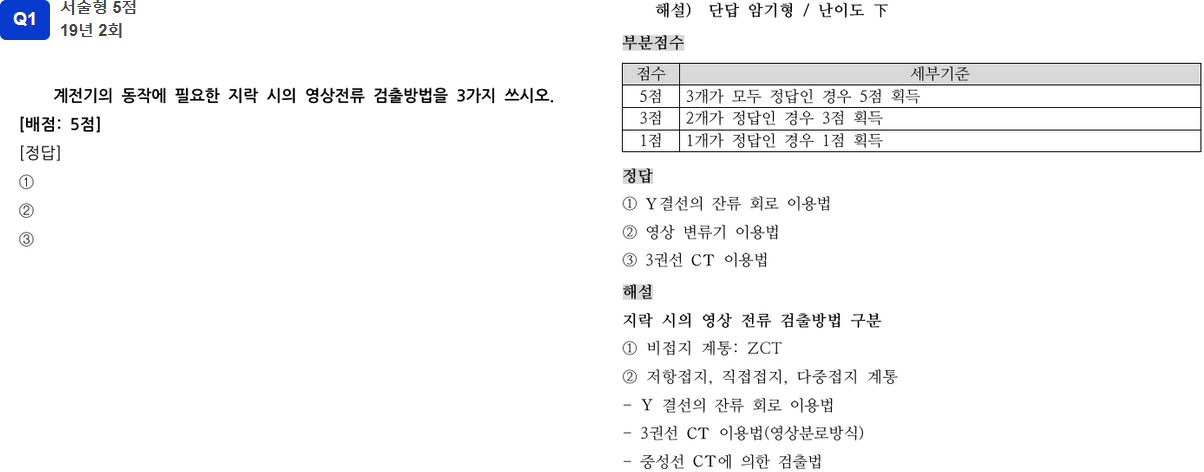 Q1
서술형 5점
19년 2회
계전기의 동작에 필요한 지락 시의 영상전류 검출방법을 3가지 쓰시오.
[배점: 5점]
[정답]
①
②
③
해설) 단답 암기형 / 난이도 下
부분점수
점수 세부기준
5점 3개가 모두 정답인 경우 5점 획득
3점 2개가 정답인 경우 3점 획득
1점 1개가 정답인 경우 1점 획득
정답
① Y결선의 잔류 회로 이용법
② 영상 변류기 이용법
③ 3권선 CT 이용법
해설
지락 시의 영상 전류 검출방법 구분
① 비접지 계통: ZCT
② 저항접지, 직접접지, 다중접지 계통
- Y 결선의 잔류 회로 이용법
- 3권선 CT 이용법(영상분로방식)
- 중성선 CT에 의한 검출법